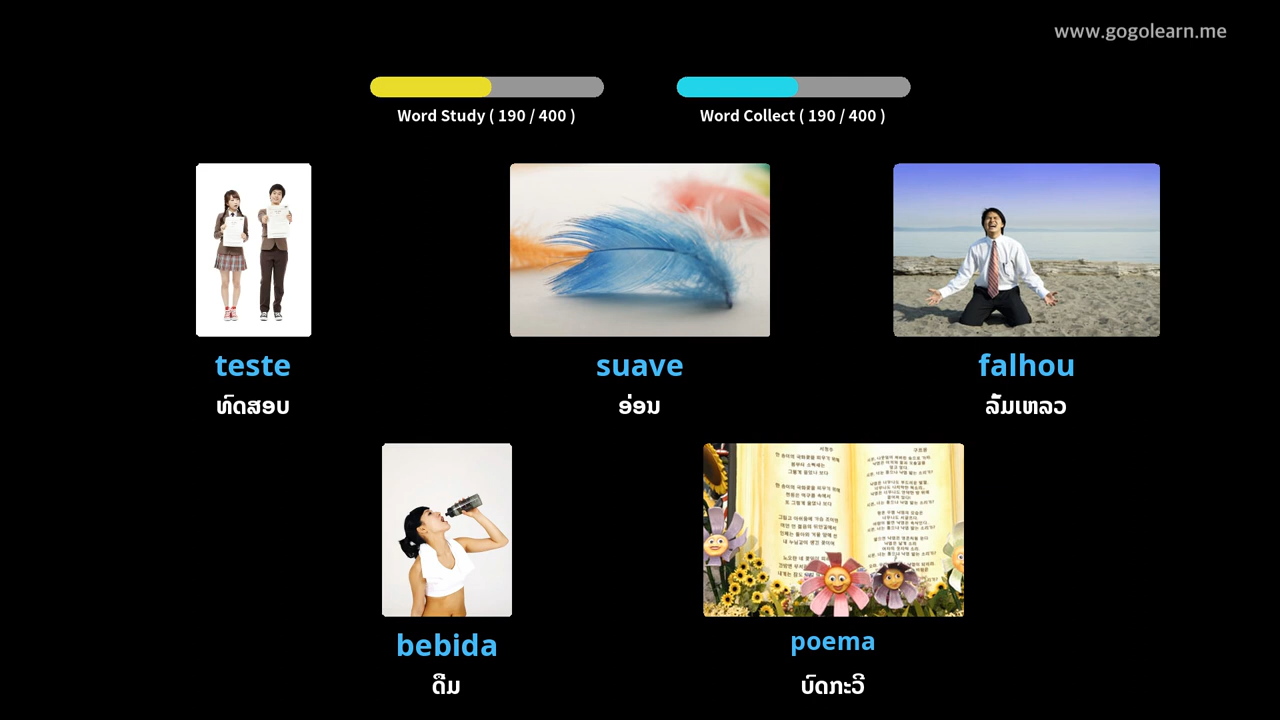 www.gogolearn.me
Word Study ( 190 / 400 )
Word Collect ( 190 / 400 )
teste
suave
falhou
ທົດສອບ
ອ່ອນ
ລົ້ມເຫລວ
bebida
poema
ດື່ມ
ບົດກະວີ